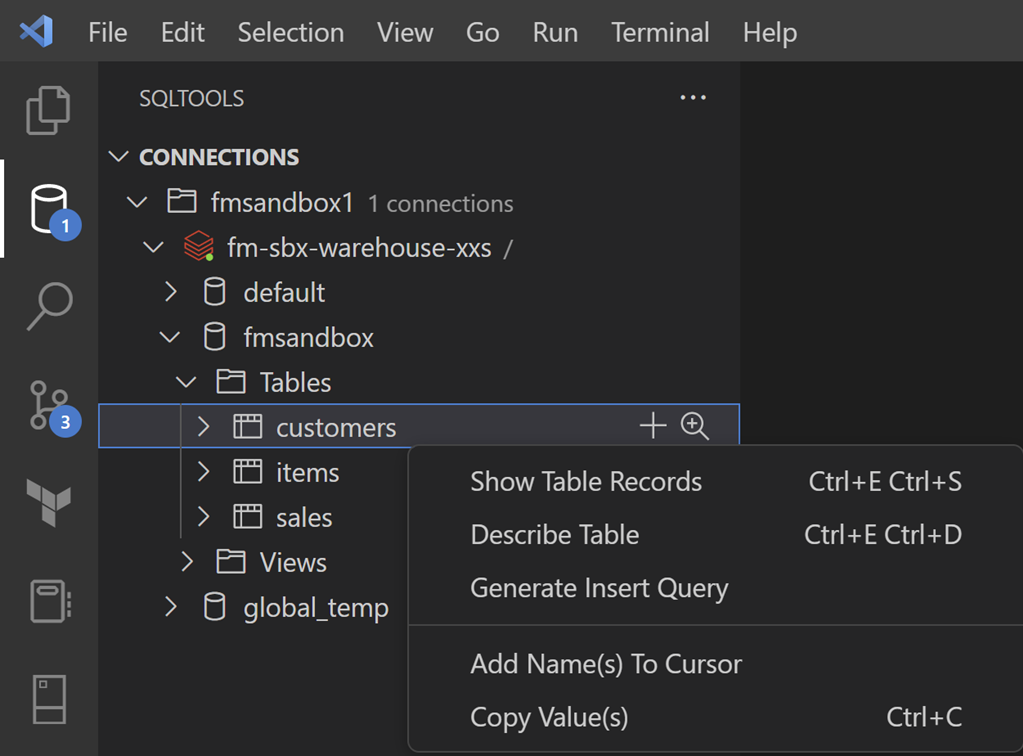 File Edit Selection View Go Run Terminal Help
SQLTOOLS
CONNECTIONS
fmsandbox1 1 connections
1
fm-sbx-warehouse-xxs /
default
fmsandbox
Tables
3
customers
items
sales
Views
global_temp
Show Table Records Ctrl+E Ctrl+S
Describe Table Ctrl+E Ctrl+D
Generate Insert Query
Add Name(s) To Cursor
Copy Value(s) Ctrl+C